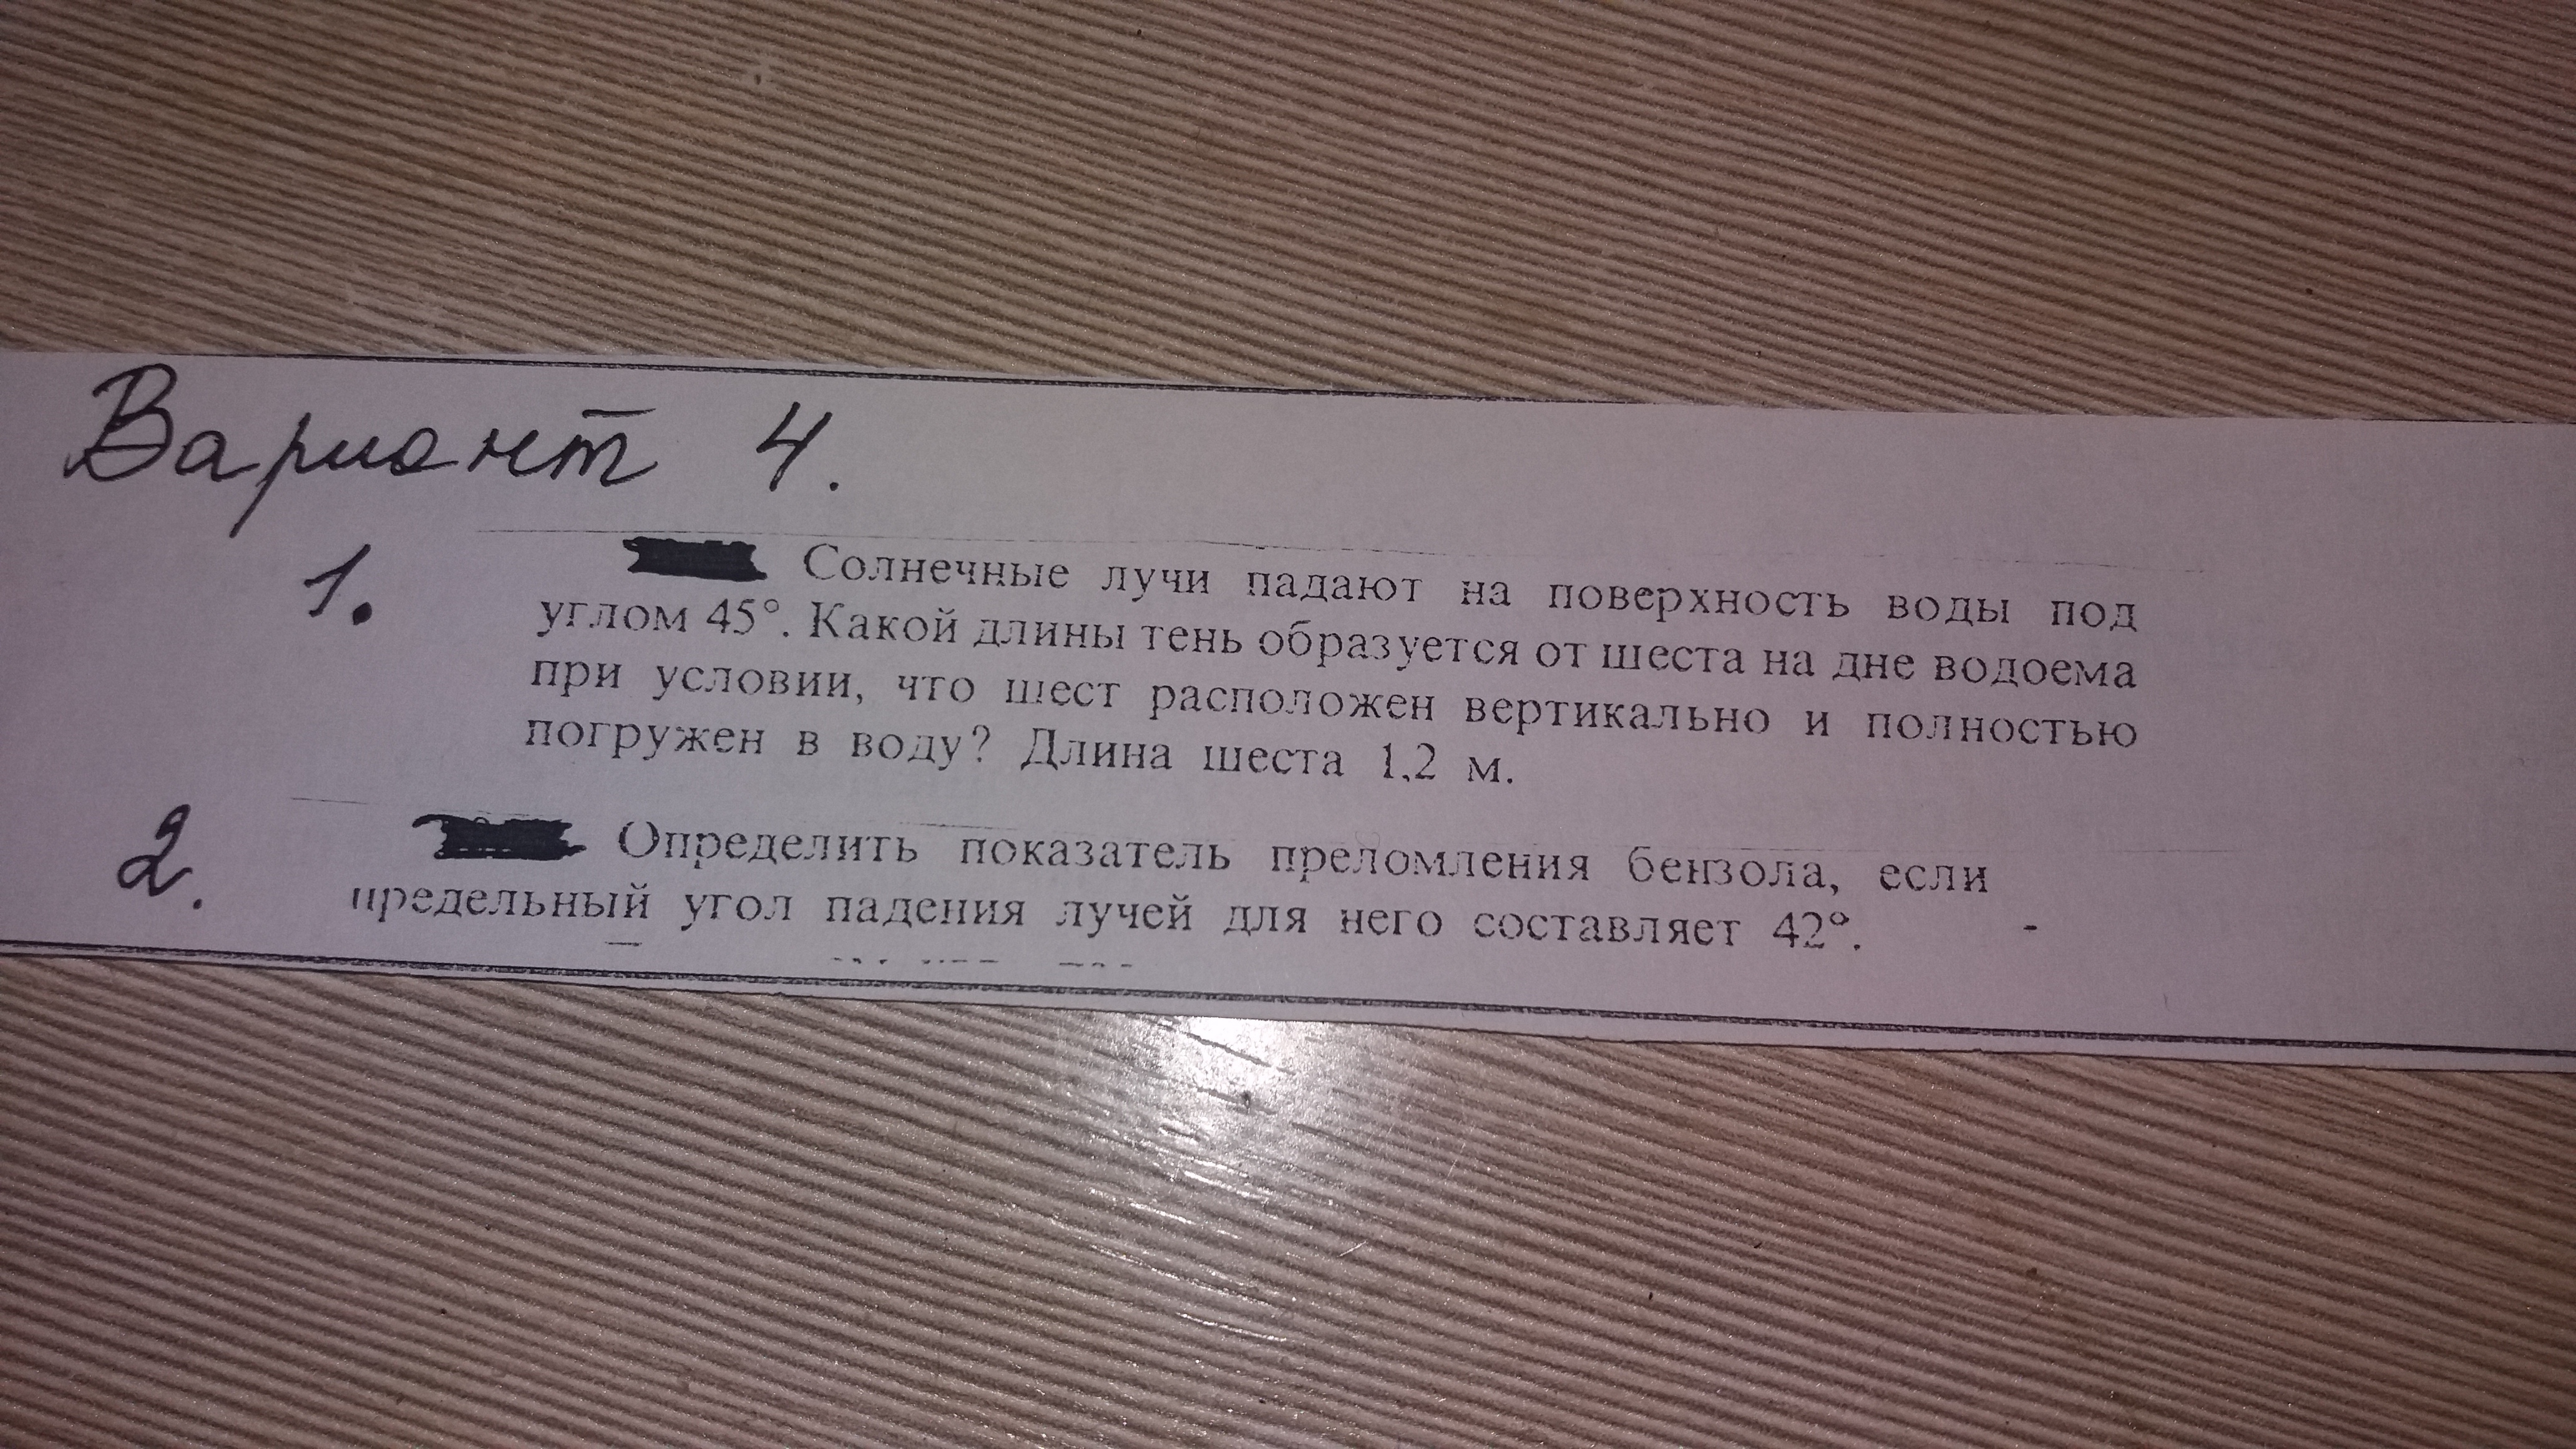 Вариант 4.
1. Солнечные лучи падают на поверхность воды под
углом 45°. Какой длины тень образуется от шеста на дне водоема
при условии, что шест расположен вертикально и полностью
погружен в воду? Длина шеста 1,2 м.
2. Определить показатель преломления бензола, если
предельный угол падения лучей для него составляет 42°.